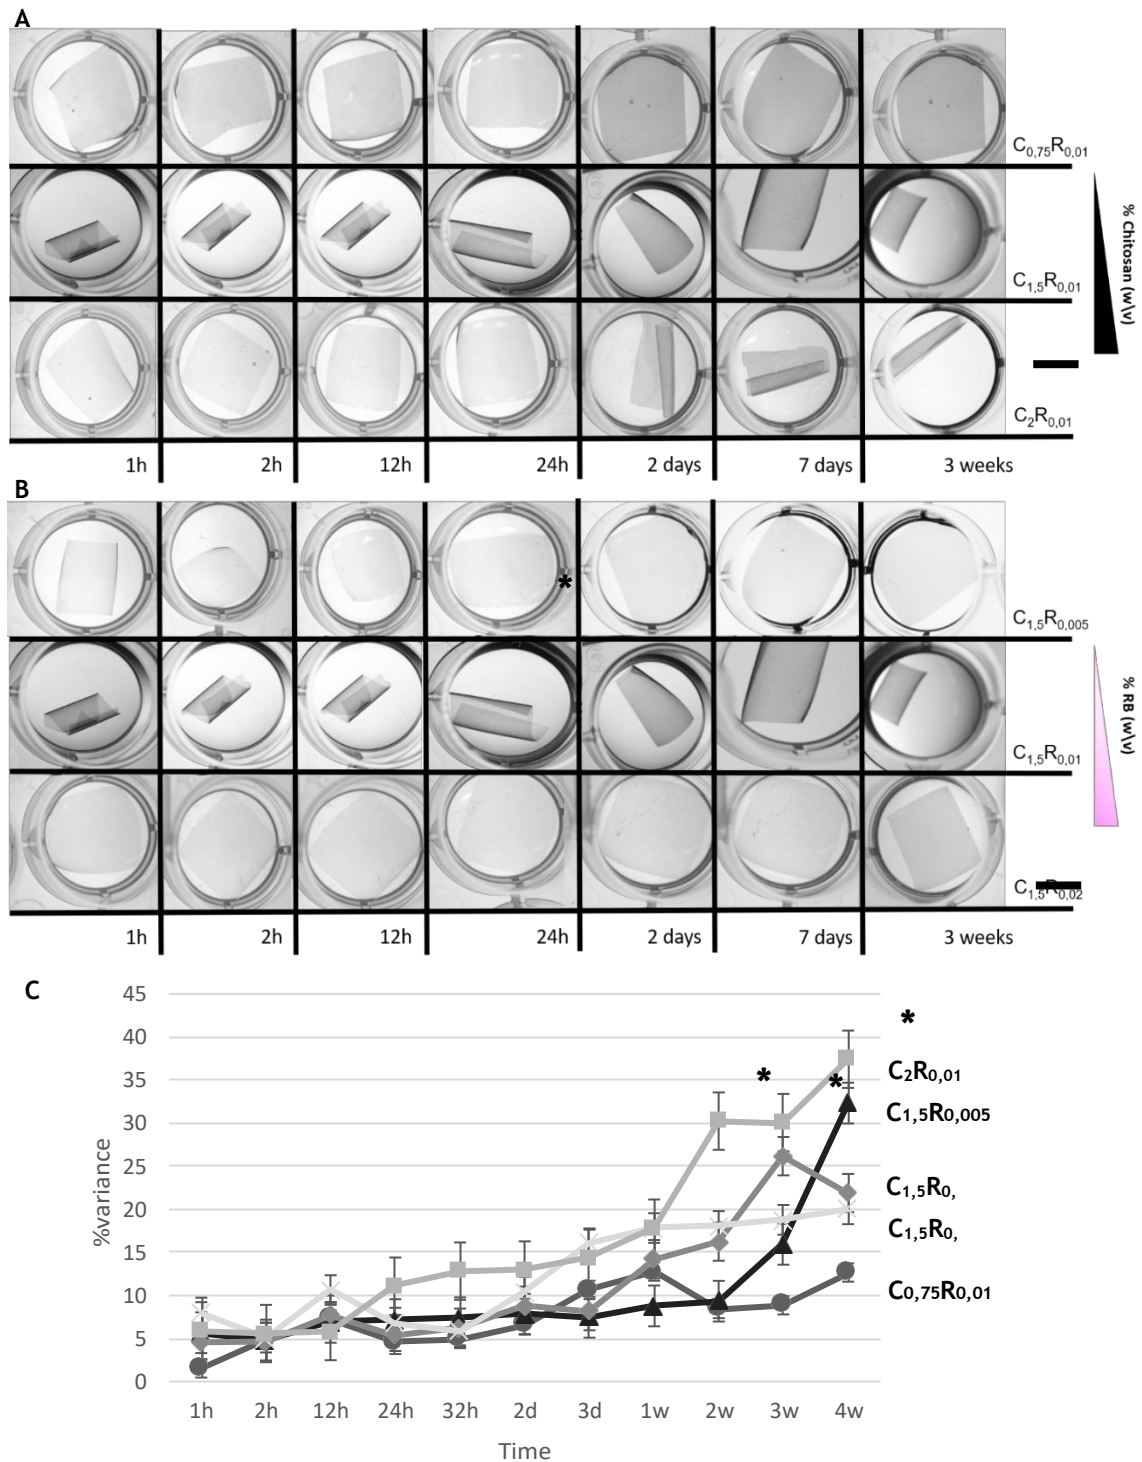 A
C0,75R0,01
C1,5R0,01
C2R0,01
% Chitosan (w\v)
1h 2h 12h 24h 2 days 7 days 3 weeks
B
*
C1,5R0,005
C1,5R0,01
C1,5R0,02
% RB (w\v)
1h 2h 12h 24h 2 days 7 days 3 weeks
C
45
40
35
30
25
20
15
10
5
0
%variance
* * *
C2R0,01
C1,5R0,005
C1,5R0,
C1,5R0,
C0,75R0,01
1h 2h 12h 24h 32h 2d 3d 1w 2w 3w 4w
Time